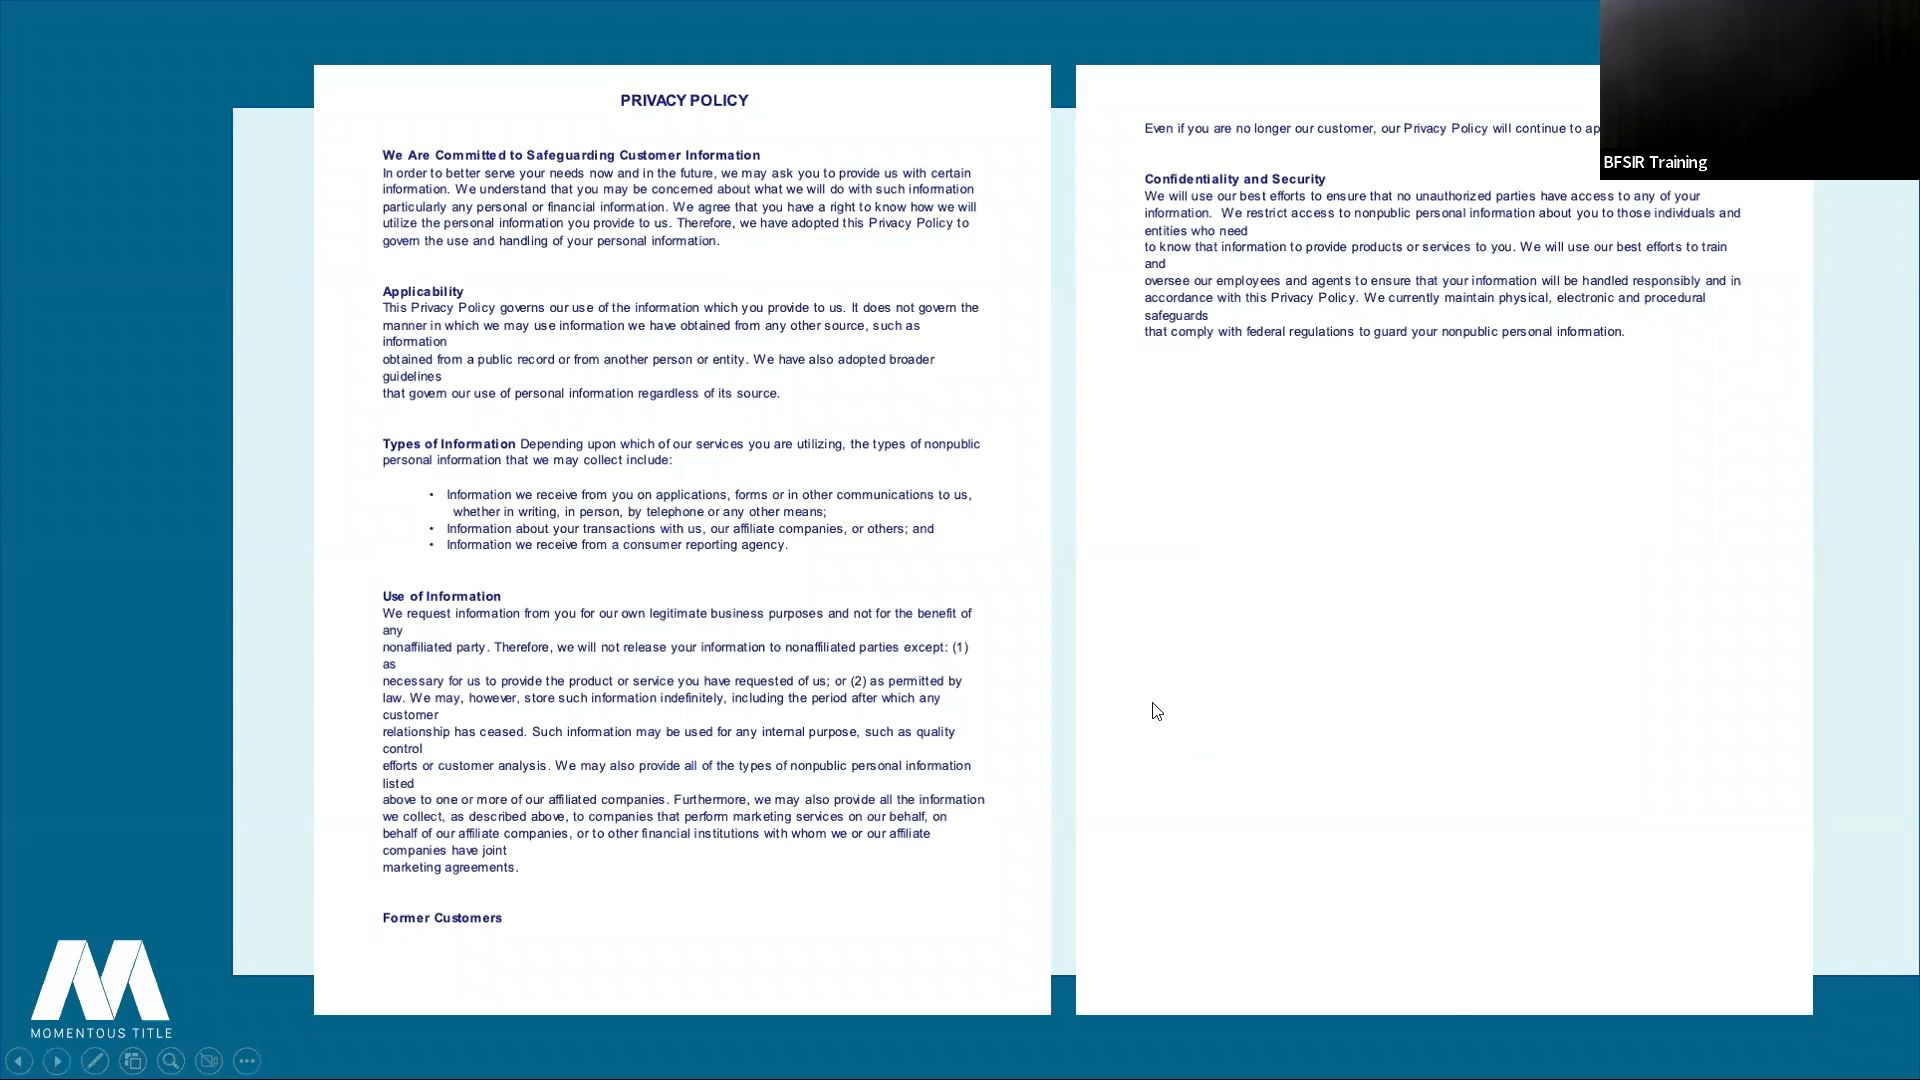 PRIVACY POLICY
We Are Committed to Safeguarding Customer Information
In order to better serve your needs now and in the future, we may ask you to provide us with certain
information. We understand that you may be concerned about what we will do with such information
particularly any personal or financial information. We agree that you have a right to know how we will
utilize the personal information you provide to us. Therefore, we have adopted this Privacy Policy to
govern the use and handling of your personal information.
Applicability
This Privacy Policy governs our use of the information which you provide to us. It does not govern the
manner in which we may use information we have obtained from any other source, such as
information
obtained from a public record or from another person or entity. We have also adopted broader
guidelines
that govern our use of personal information regardless of its source.
Types of Information Depending upon which of our services you are utilizing, the types of nonpublic
personal information that we may collect include:
• Information we receive from you on applications, forms or in other communications to us,
whether in writing, in person, by telephone or any other means;
• Information about your transactions with us, our affiliate companies, or others; and
• Information we receive from a consumer reporting agency.
Use of Information
We request information from you for our own legitimate business purposes and not for the benefit of
any
nonaffiliated party. Therefore, we will not release your information to nonaffiliated parties except: (1)
as
necessary for us to provide the product or service you have requested of us; or (2) as permitted by
law. We may, however, store such information indefinitely, including the period after which any
customer
relationship has ceased. Such information may be used for any internal purpose, such as quality
control
efforts or customer analysis. We may also provide all of the types of nonpublic personal information
listed
above to one or more of our affiliated companies. Furthermore, we may also provide all the information
we collect, as described above, to companies that perform marketing services on our behalf, on
behalf of our affiliate companies, or to other financial institutions with whom we or our affiliate
companies have joint
marketing agreements.
Former Customers
Even if you are no longer our customer, our Privacy Policy will continue to ap
Confidentiality and Security
We will use our best efforts to ensure that no unauthorized parties have access to any of your
information. We restrict access to nonpublic personal information about you to those individuals and
entities who need
to know that information to provide products or services to you. We will use our best efforts to train
and
oversee our employees and agents to ensure that your information will be handled responsibly and in
accordance with this Privacy Policy. We currently maintain physical, electronic and procedural
safeguards
that comply with federal regulations to guard your nonpublic personal information.
BFSIR Training
MOMENTOUS TITLE